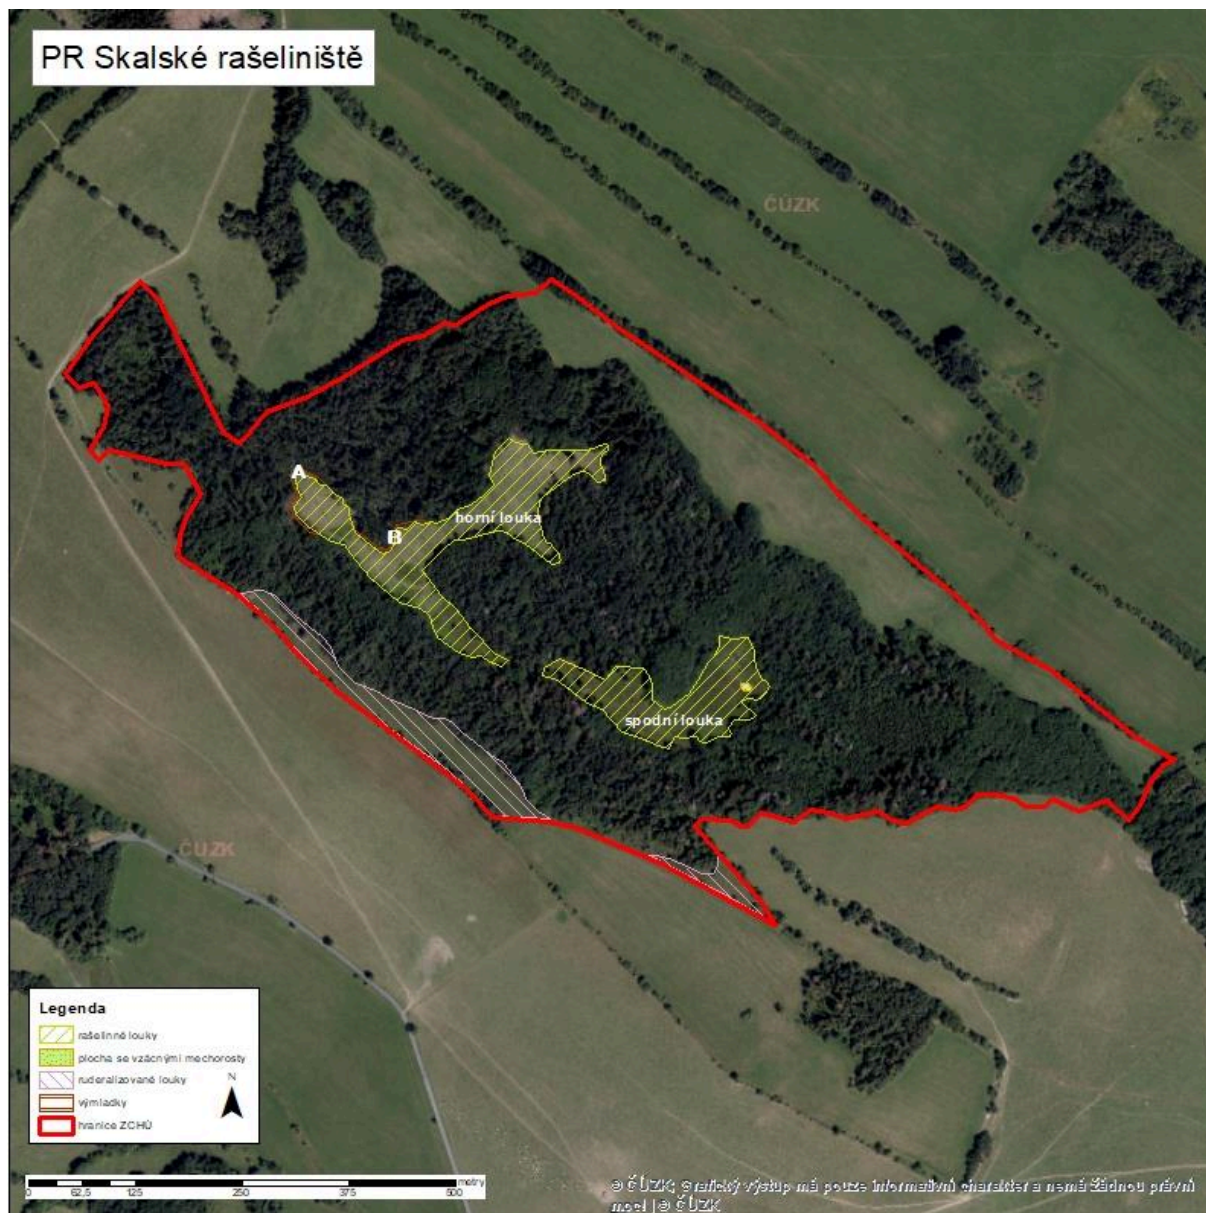 PR Skalské rašeliniště
ČÚZK
A
B
horní louka
spodní louka
ČÚZK
Legenda
rašelinné louky
plocha se vzácnými mechorosty
ruderalizované louky
výmladky
hranice ZCHÚ
N
0 62,5 125 250 375 500 metry
© ČÚZK; Grafický výstup má pouze informativní charakter a nemá žádnou právní
moc! | © ČÚZK